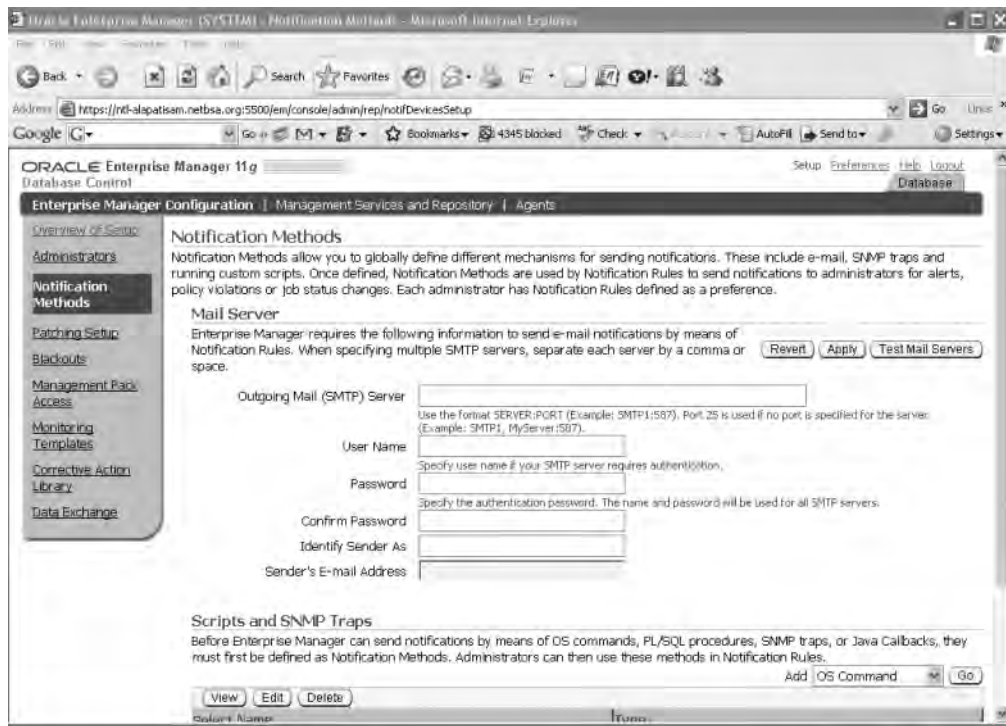 Oracle Enterprise Manager (SYSTEM) - Notification Methods - Microsoft Internet Explorer
File Edit View Favorites Tools Help
Back Search Favorites
Address https://ntl-alapatisam.netbsa.org:5500/em/console/admin/rep/notifDevicesSetup Go Links
Google G Go Bookmarks 4345 blocked Check AutoFill Send to Settings
ORACLE Enterprise Manager 11g
Database Control
Setup Preferences Help Logout
Database
Enterprise Manager Configuration | Management Services and Repository | Agents
Overview of Setup
Administrators
Notification
Methods
Patching Setup
Blackouts
Management Pack
Access
Monitoring
Templates
Corrective Action
Library
Data Exchange
Notification Methods
Notification Methods allow you to globally define different mechanisms for sending notifications. These include e-mail, SNMP traps and
running custom scripts. Once defined, Notification Methods are used by Notification Rules to send notifications to administrators for alerts,
policy violations or job status changes. Each administrator has Notification Rules defined as a preference.
Mail Server
Enterprise Manager requires the following information to send e-mail notifications by means of
Notification Rules. When specifying multiple SMTP servers, separate each server by a comma or
space.
Revert Apply Test Mail Servers
Outgoing Mail (SMTP) Server
Use the format SERVER:PORT (Example: SMTP1:587). Port 25 is used if no port is specified for the server.
(Example: SMTP1, MyServer:587).
User Name
Specify user name if your SMTP server requires authentication.
Password
Specify the authentication password. The name and password will be used for all SMTP servers.
Confirm Password
Identify Sender As
Sender's E-mail Address
Scripts and SNMP Traps
Before Enterprise Manager can send notifications by means of OS commands, PL/SQL procedures, SNMP traps, or Java Callbacks, they
must first be defined as Notification Methods. Administrators can then use these methods in Notification Rules.
Add OS Command Go
View Edit Delete
Select Name Type